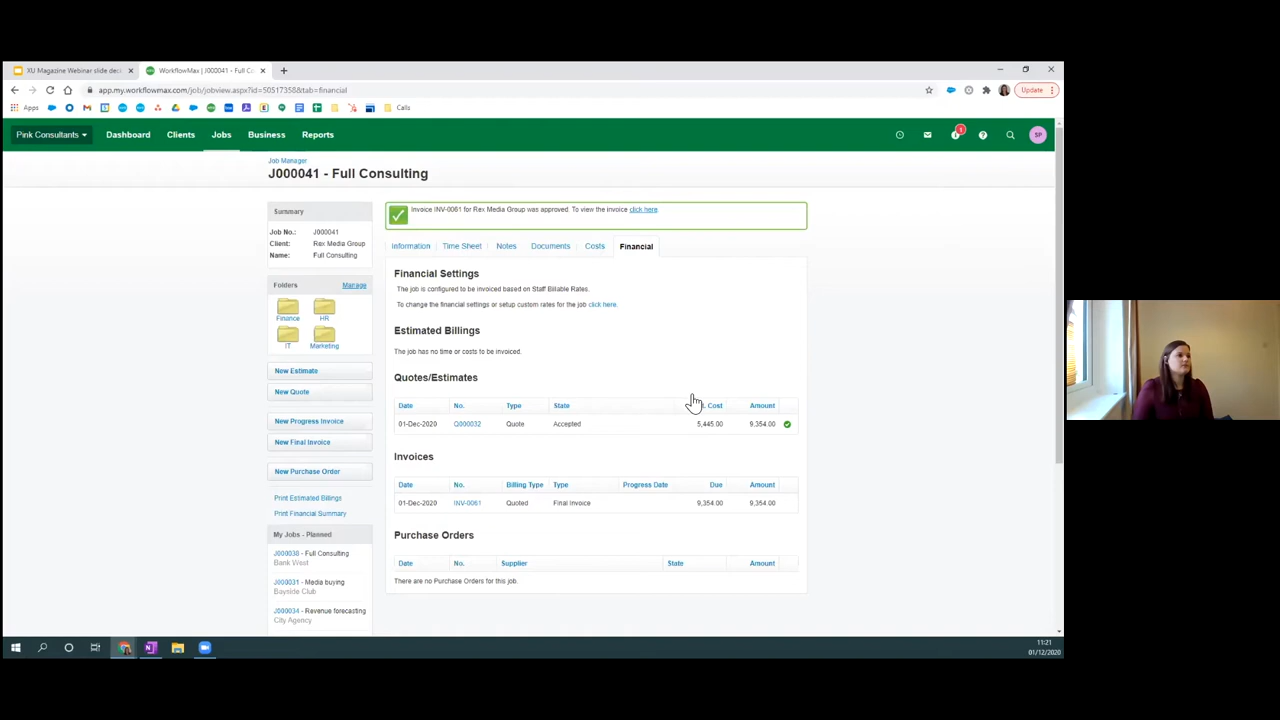 XU Magazine Webinar slide dec
WorkflowMax | J000041 - Full Co
app.my.workflowmax.com/job/jobview.aspx?id=50517358&tab=financial
Update
Apps
Calls
Pink Consultants
Dashboard
Clients
Jobs
Business
Reports
1
SP
Job Manager
J000041 - Full Consulting
Summary
Job No.: J000041
Client: Rex Media Group
Name: Full Consulting
Folders
Manage
Finance
HR
IT
Marketing
New Estimate
New Quote
New Progress Invoice
New Final Invoice
New Purchase Order
Print Estimated Billings
Print Financial Summary
My Jobs - Planned
J000038 - Full Consulting
Bank West
J000031 - Media buying
Bayside Club
J000034 - Revenue forecasting
City Agency
Invoice INV-0061 for Rex Media Group was approved. To view the invoice click here.
Information
Time Sheet
Notes
Documents
Costs
Financial
Financial Settings
The job is configured to be invoiced based on Staff Billable Rates.
To change the financial settings or setup custom rates for the job click here.
Estimated Billings
The job has no time or costs to be invoiced.
Quotes/Estimates
Date No. Type State Cost Amount
01-Dec-2020 Q000032 Quote Accepted 5,445.00 9,354.00
Invoices
Date No. Billing Type Type Progress Date Due Amount
01-Dec-2020 INV-0061 Quoted Final Invoice 9,354.00 9,354.00
Purchase Orders
Date No. Supplier State Amount
There are no Purchase Orders for this job.
11:21
01/12/2020